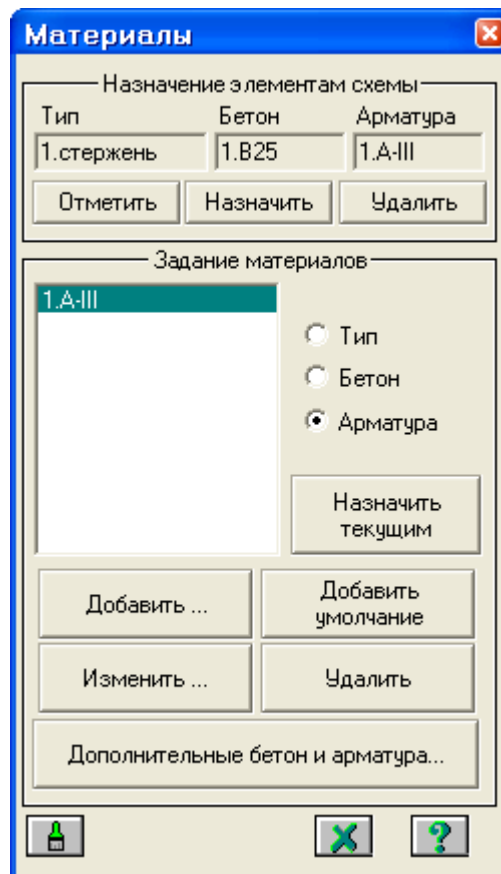 Материалы
Назначение элементам схемы
Тип Бетон Арматура
1.стержень 1.B25 1.A-III
Отметить Назначить Удалить
Задание материалов
1.A-III
Тип
Бетон
Арматура
Назначить
текущим
Добавить ... Добавить
умолчание
Изменить ... Удалить
Дополнительные бетон и арматура...